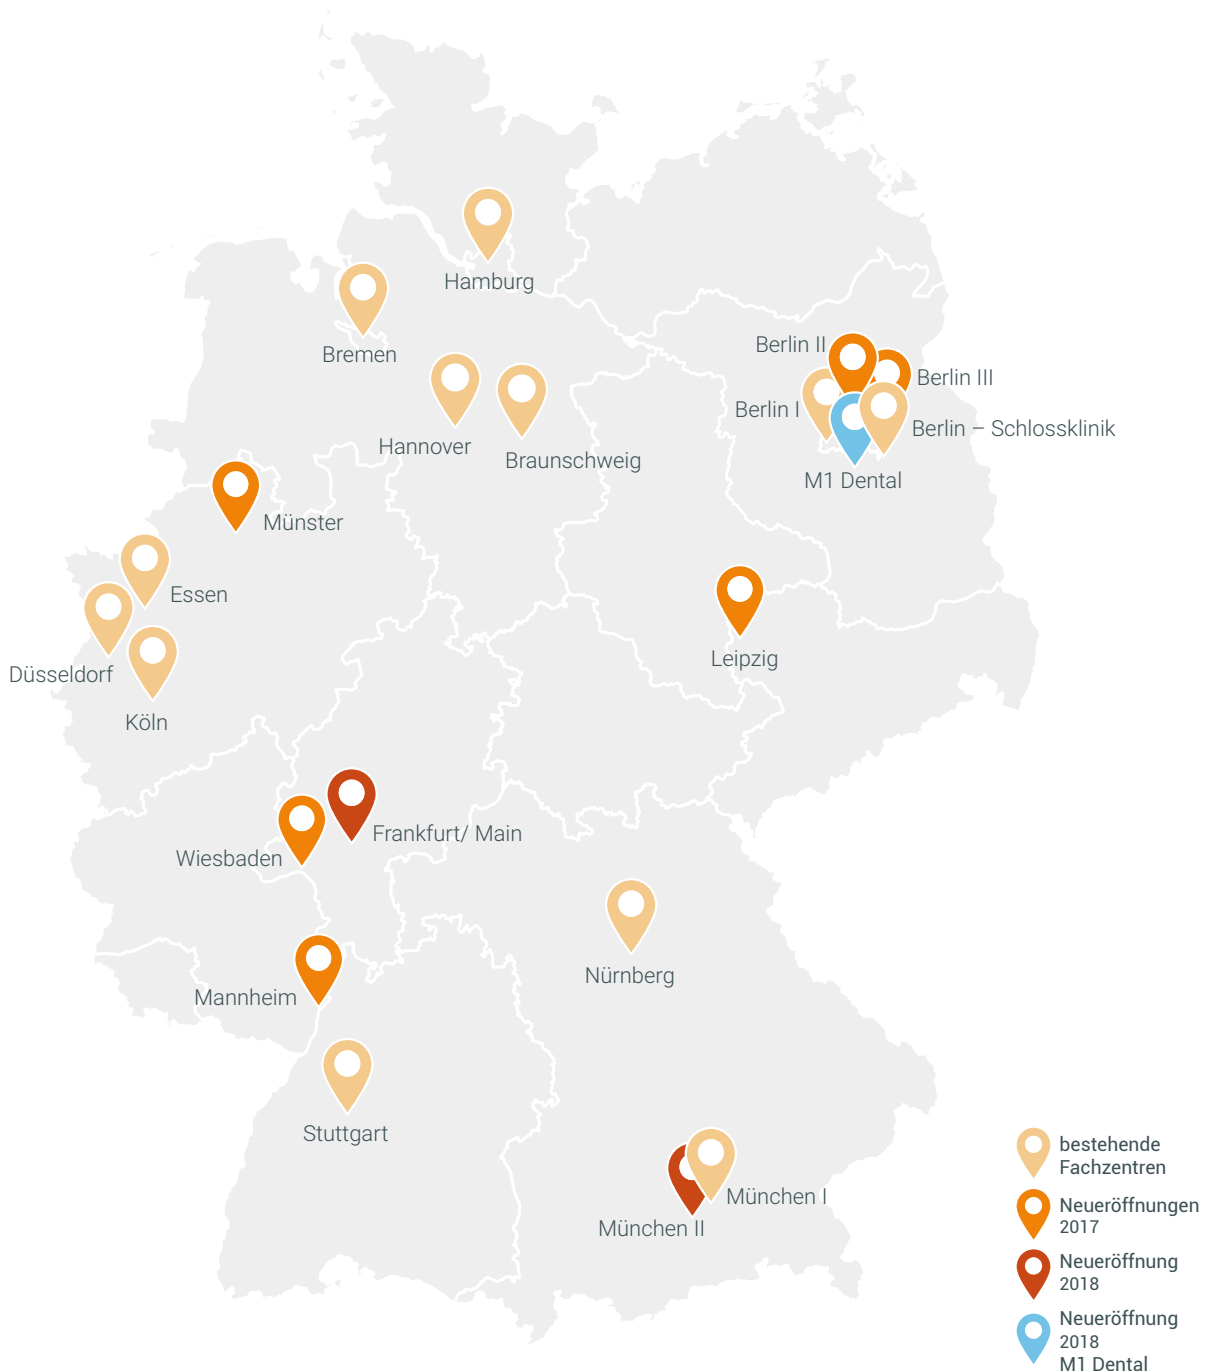 Hamburg
Bremen
Berlin II
Berlin III
Berlin I
Berlin – Schlossklinik
Hannover
Braunschweig
M1 Dental
Münster
Essen
Leipzig
Düsseldorf
Köln
Frankfurt/ Main
Wiesbaden
Nürnberg
Mannheim
Stuttgart
München I
München II
bestehende
Fachzentren
Neueröffnungen
2017
Neueröffnung
2018
Neueröffnung
2018
M1 Dental